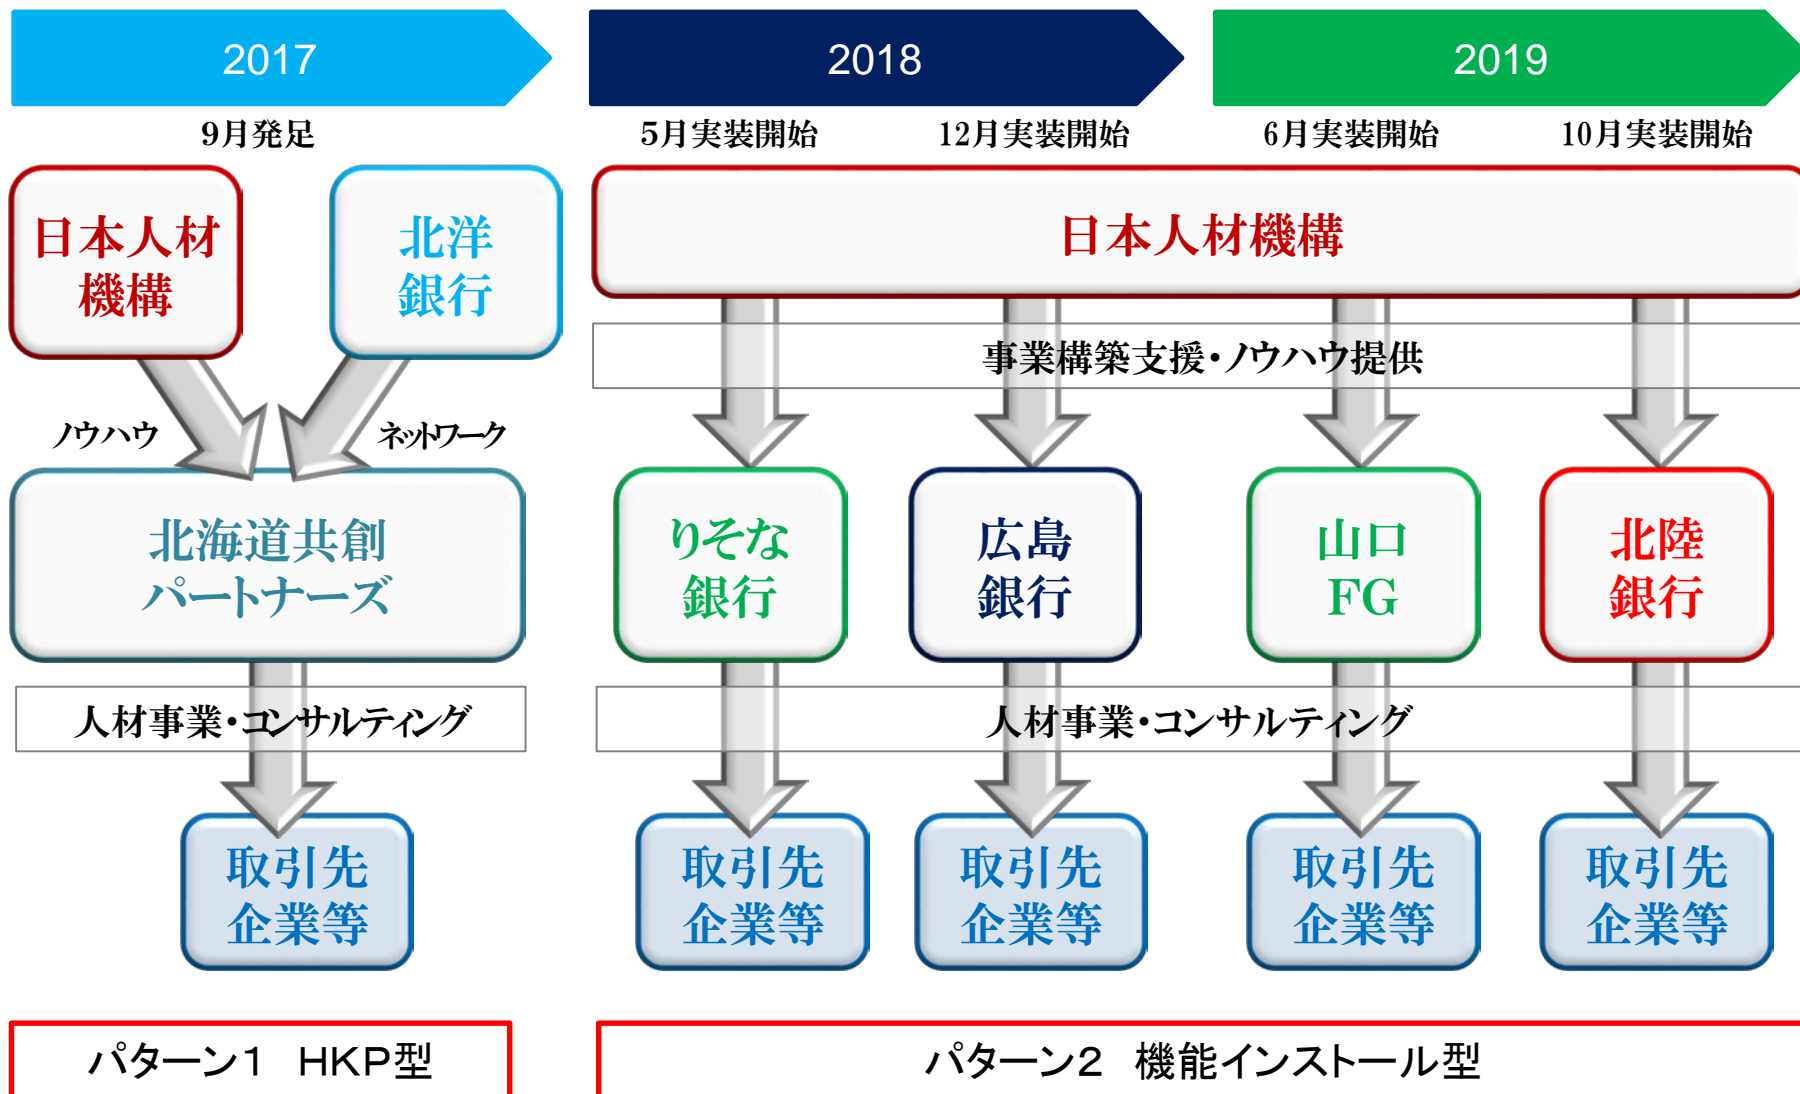 2017
2018
2019
9月発足
5月実装開始
12月実装開始
6月実装開始
10月実装開始
日本人材
機構
北洋
銀行
日本人材機構
事業構築支援・ノウハウ提供
ノウハウ
ネットワーク
北海道共創
パートナーズ
りそな
銀行
広島
銀行
山口
FG
北陸
銀行
人材事業・コンサルティング
人材事業・コンサルティング
取引先
企業等
取引先
企業等
取引先
企業等
取引先
企業等
取引先
企業等
パターン1　HKP型
パターン2　機能インストール型